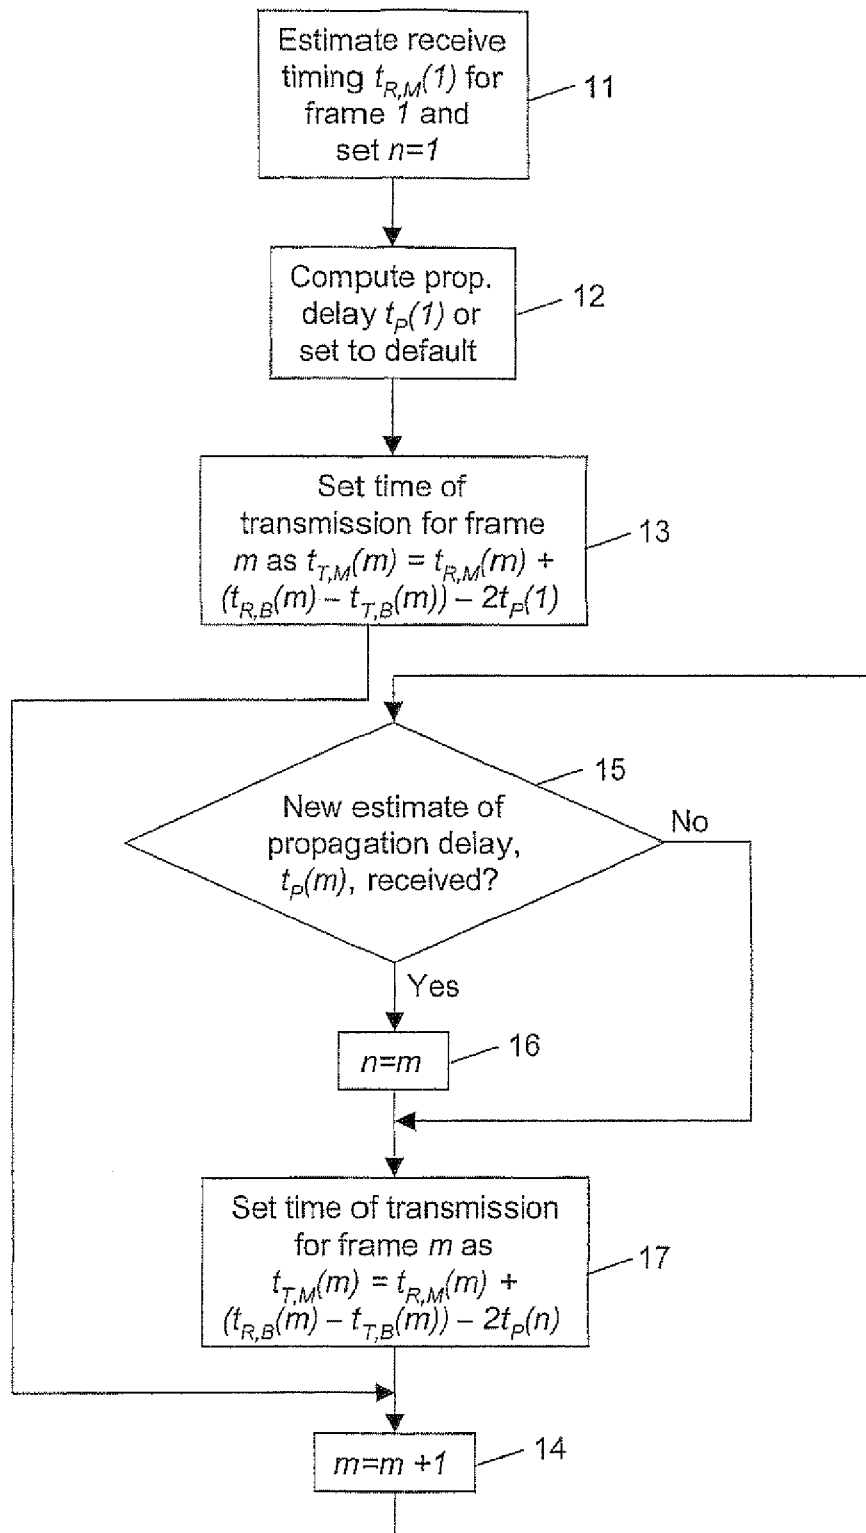 Estimate receive
timing t_{R,M}(1) for
frame 1 and
set n=1
11
Compute prop.
delay t_P(1) or
set to default
12
Set time of
transmission for frame
m as t_{T,M}(m) = t_{R,M}(m) +
(t_{R,B}(m) – t_{T,B}(m)) – 2t_P(1)
13
15
New estimate of
propagation delay,
t_P(m), received?
No
Yes
n=m
16
Set time of transmission
for frame m as
t_{T,M}(m) = t_{R,M}(m) +
(t_{R,B}(m) – t_{T,B}(m)) – 2t_P(n)
17
m=m +1
14